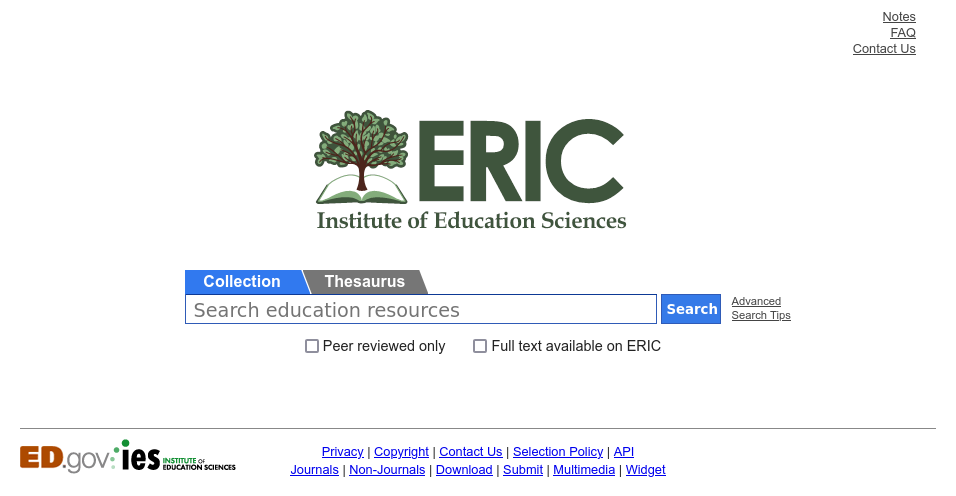 Notes
FAQ
Contact Us
ERIC
Institute of Education Sciences
Collection Thesaurus
Search education resources Search Advanced
Search Tips
Peer reviewed only Full text available on ERIC
ED.gov ies INSTITUTE OF
EDUCATION SCIENCES
Privacy | Copyright | Contact Us | Selection Policy | API
Journals | Non-Journals | Download | Submit | Multimedia | Widget